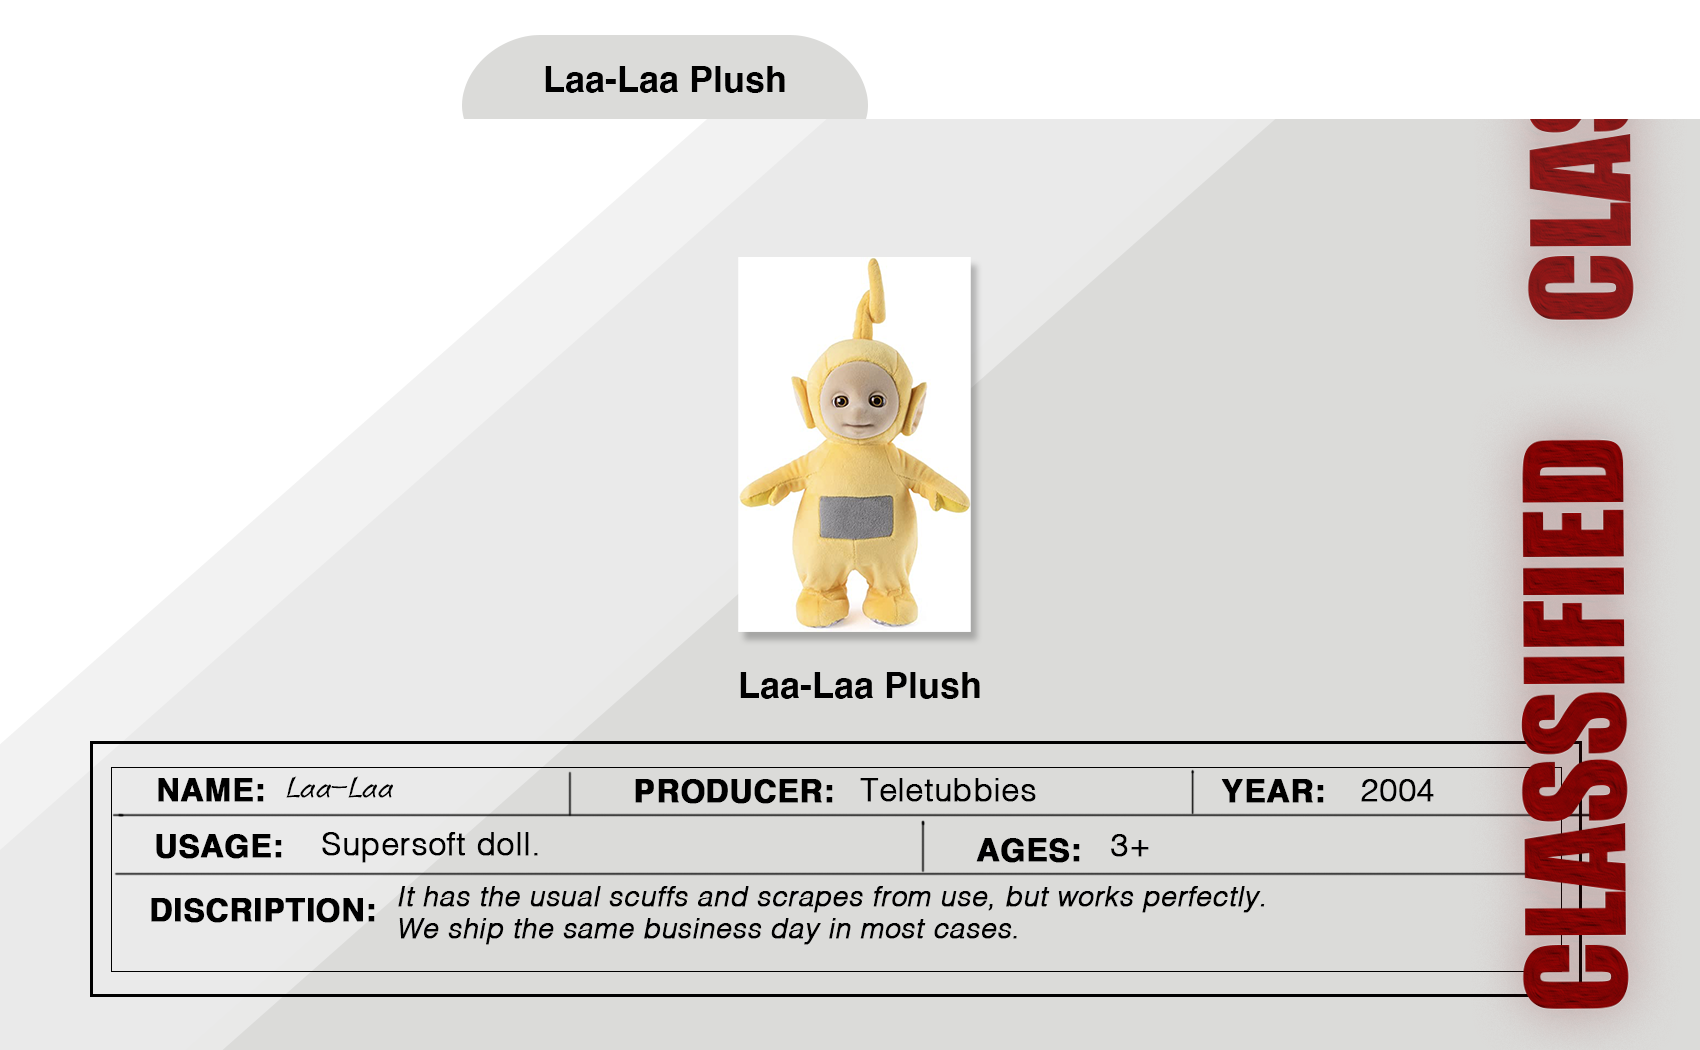 Laa-Laa Plush
Laa-Laa Plush
NAME: Laa-Laa PRODUCER: Teletubbies YEAR: 2004
USAGE: Supersoft doll. AGES: 3+
DISCRIPTION: It has the usual scuffs and scrapes from use, but works perfectly.
We ship the same business day in most cases.
CLASSIFIED
CLAS